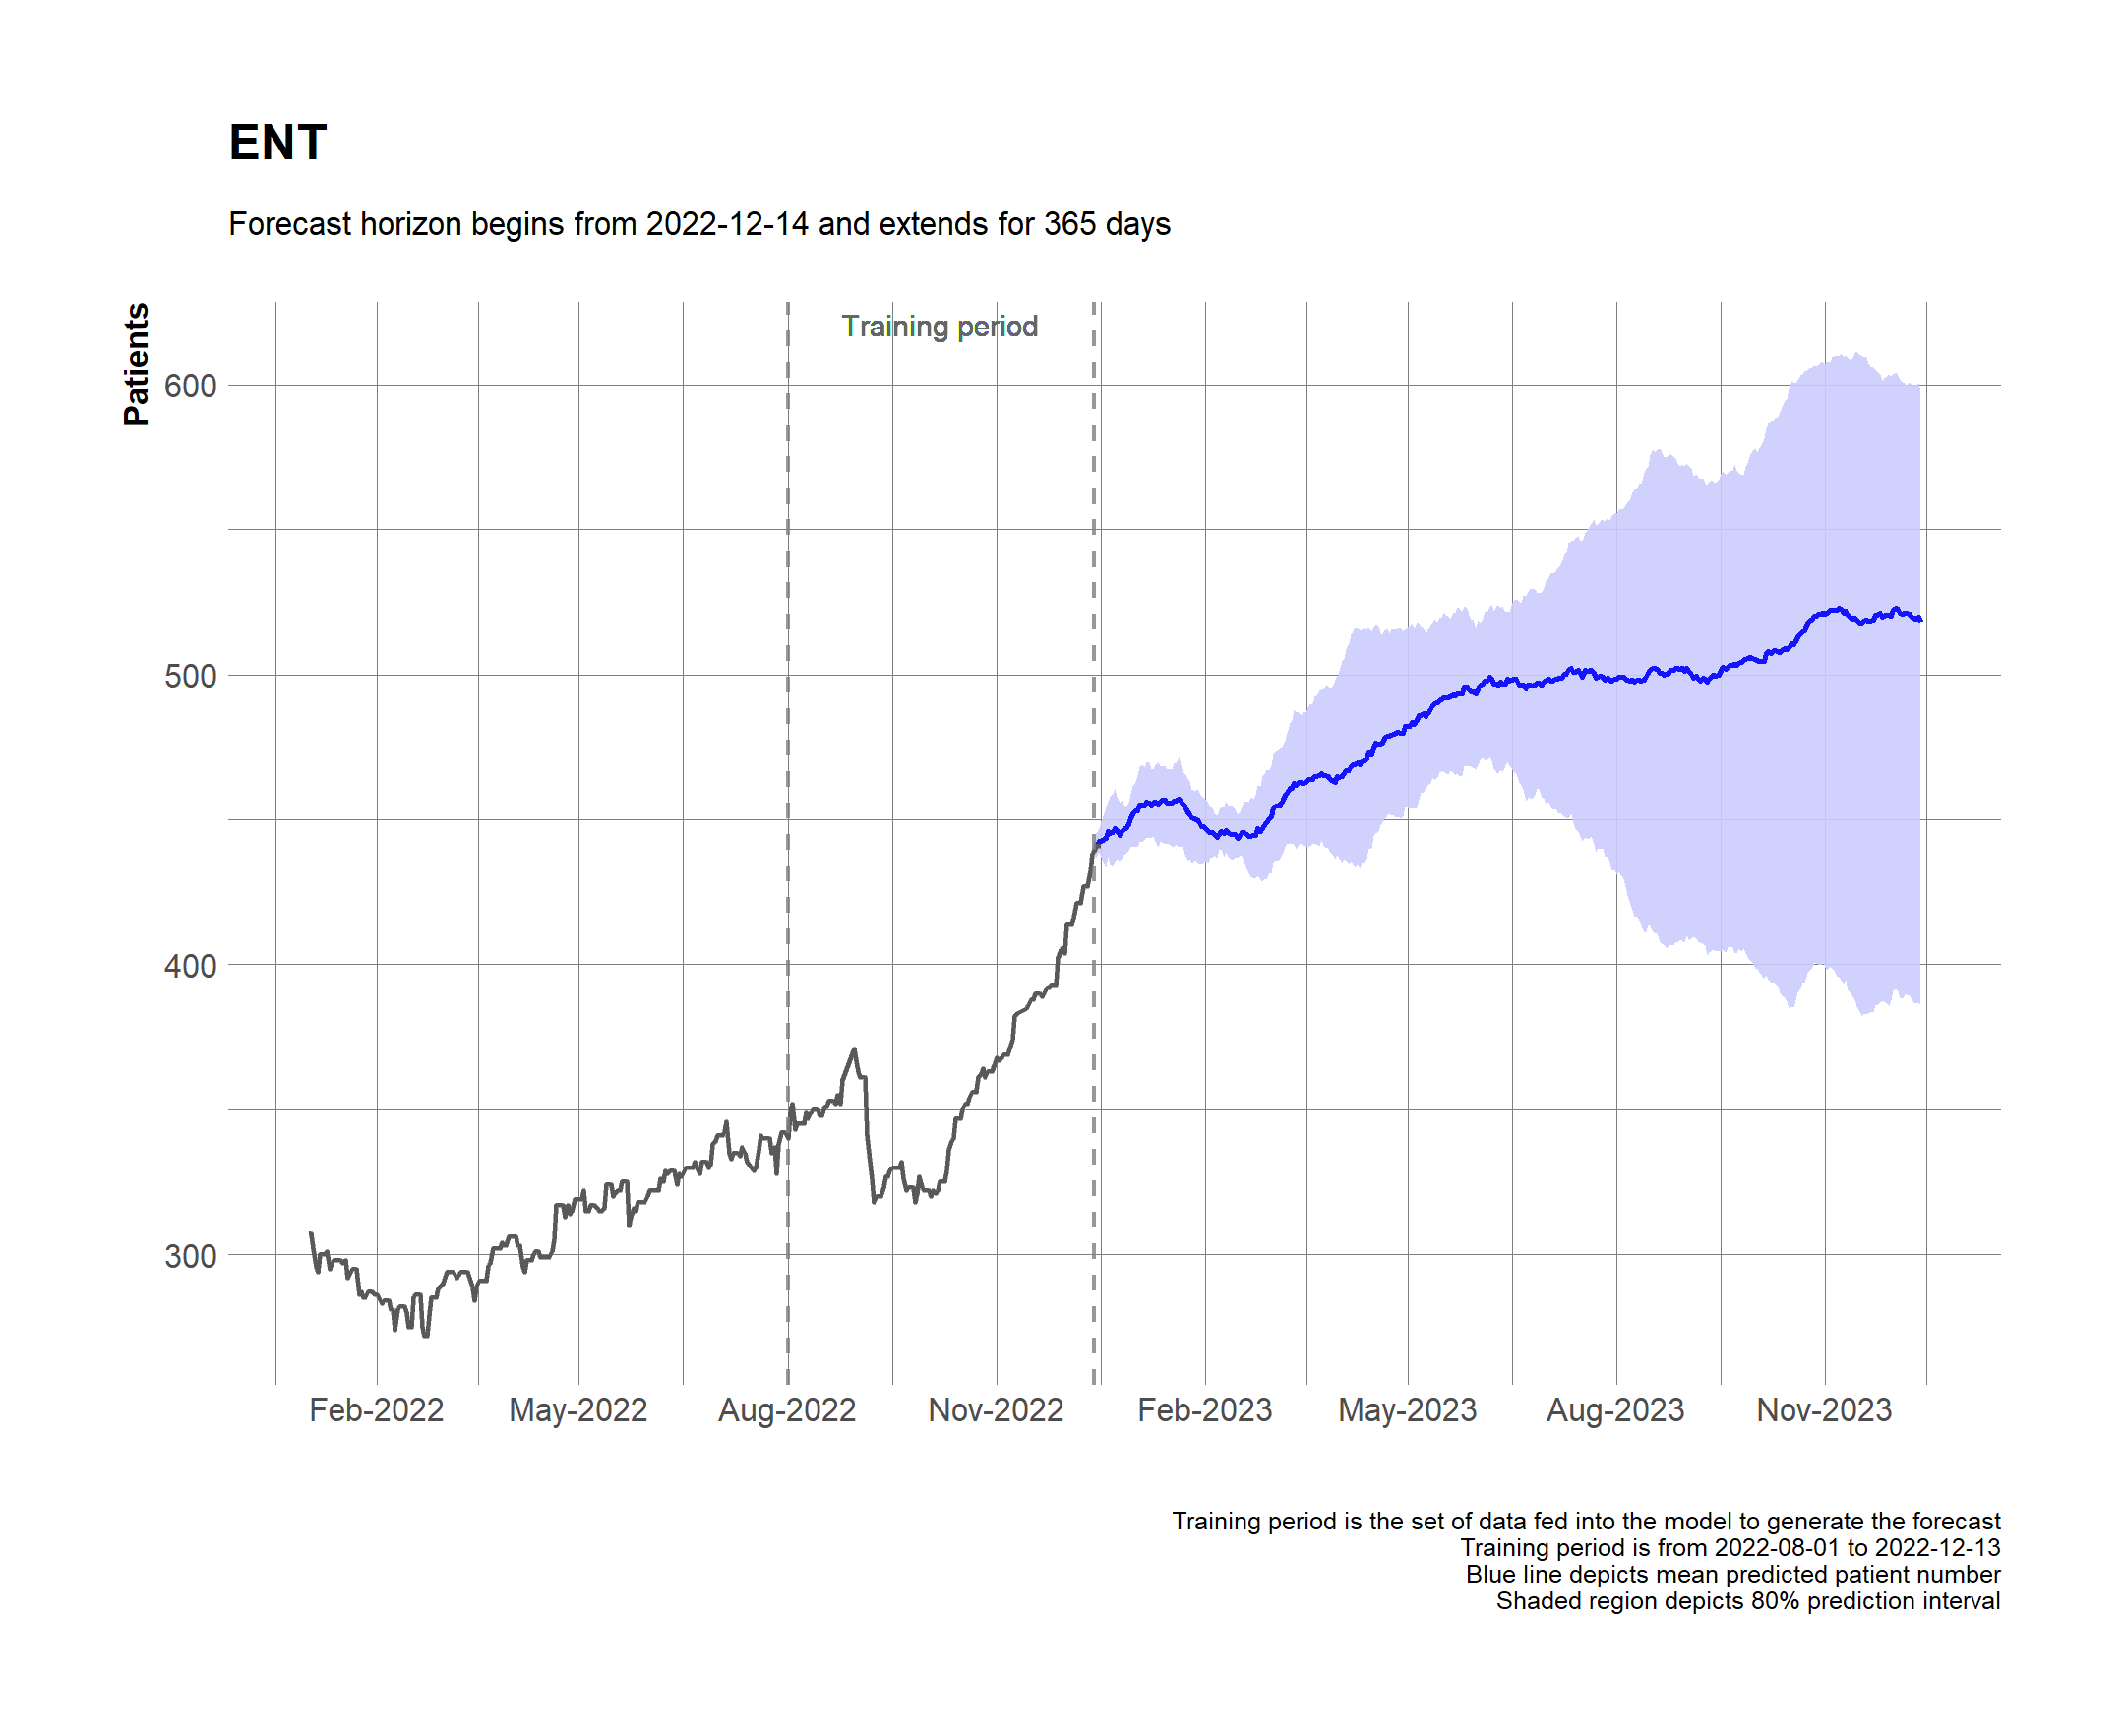 ENT
Forecast horizon begins from 2022-12-14 and extends for 365 days
Patients
Training period
600
500
400
300
Feb-2022 May-2022 Aug-2022 Nov-2022 Feb-2023 May-2023 Aug-2023 Nov-2023
Training period is the set of data fed into the model to generate the forecast
Training period is from 2022-08-01 to 2022-12-13
Blue line depicts mean predicted patient number
Shaded region depicts 80% prediction interval